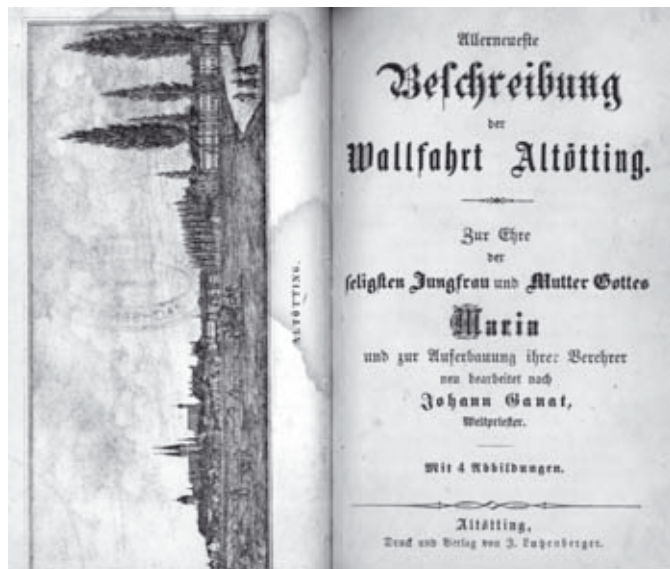 ALTÖTTING.
Allerneueste
Beschreibung
der
Wallfahrt Altötting.
Zur Ehre
der
seligsten Jungfrau und Mutter Gottes
Maria
und zur Auferbauung ihrer Verehrer
neu bearbeitet nach
Johann Ganat,
Weltpriester.
Mit 4 Abbildungen.
Altötting,
Druck und Verlag von J. Lutzenberger.